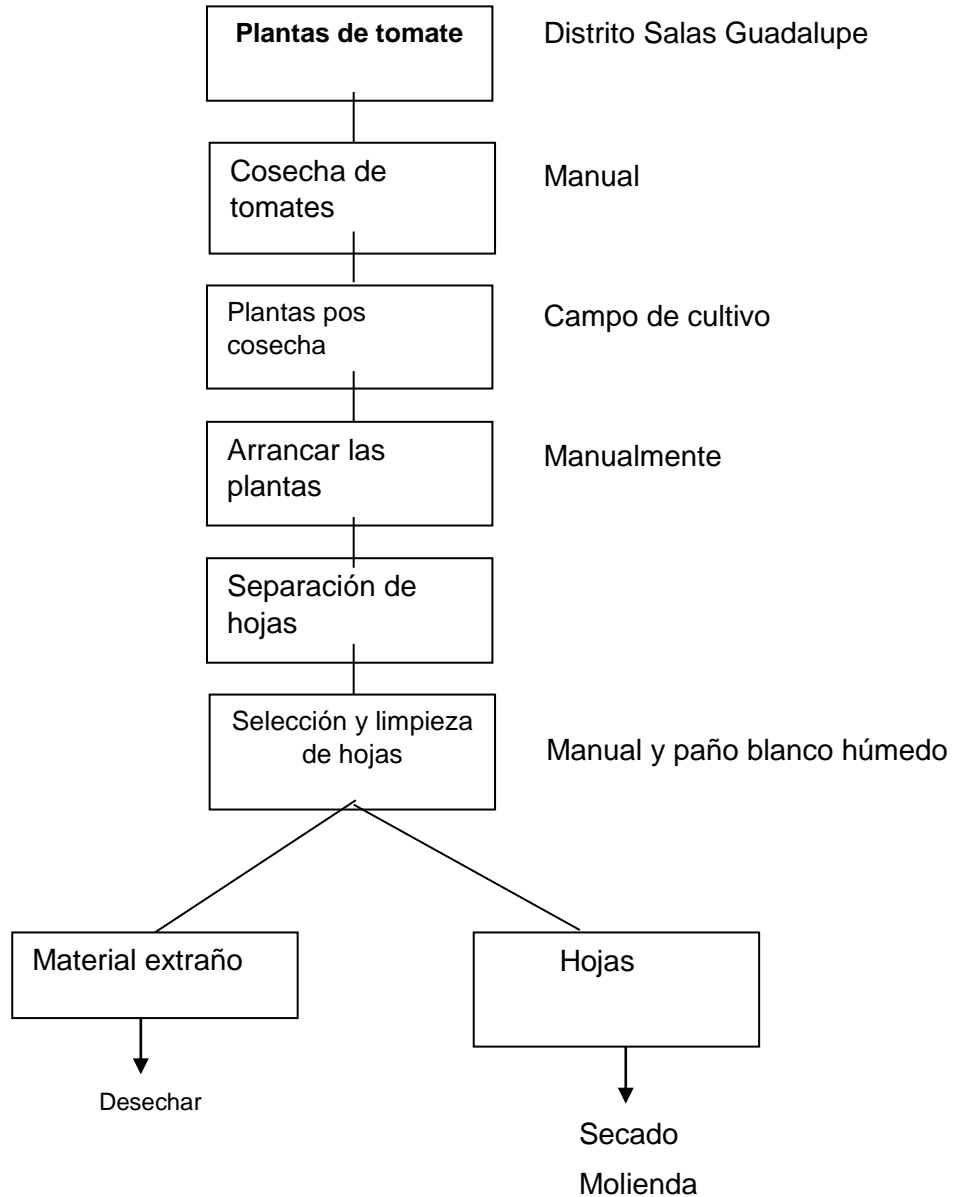 Plantas de tomate
Distrito Salas Guadalupe
Cosecha de
tomates
Manual
Plantas pos
cosecha
Campo de cultivo
Arrancar las
plantas
Manualmente
Separación de
hojas
Selección y limpieza
de hojas
Manual y paño blanco húmedo
Material extraño
Hojas
Desechar
Secado
Molienda